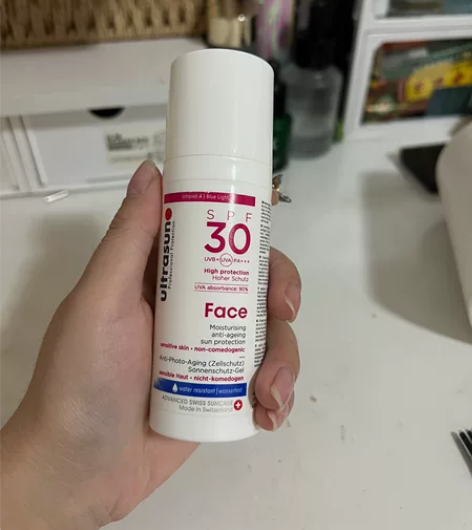 Infrared-A | Blue Light
ultrasun
Professional Protection
SPF
30
UVB+UVA PA+++
High protection
Hoher Schutz
UVA absorbance: 90%
Face
Moisturising
anti-ageing
sun protection
sensitive skin • non-comedogenic
Anti-Photo-Aging (Zellschutz)
Sonnenschutz-Gel
sensible Haut • nicht-komedogen
water resistant | wasserfest
ADVANCED SWISS SUNCARE
Made in Switzerland